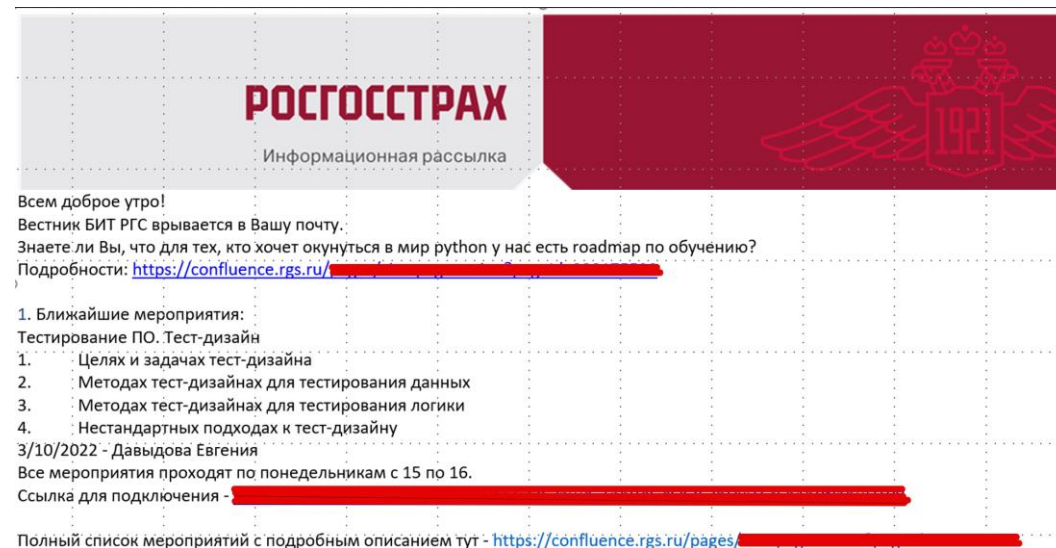 РОСГОССТРАХ
Информационная рассылка
1921
Всем доброе утро!
Вестник БИТ РГС врывается в Вашу почту.
Знаете ли Вы, что для тех, кто хочет окунуться в мир python у нас есть roadmap по обучению?
Подробности: https://confluence.rgs.ru/
1. Ближайшие мероприятия:
Тестирование ПО. Тест-дизайн
1. Целях и задачах тест-дизайна
2. Методах тест-дизайнах для тестирования данных
3. Методах тест-дизайнах для тестирования логики
4. Нестандартных подходах к тест-дизайну
3/10/2022 - Давыдова Евгения
Все мероприятия проходят по понедельникам с 15 по 16.
Ссылка для подключения -
Полный список мероприятий с подробным описанием тут - https://confluence.rgs.ru/pages/